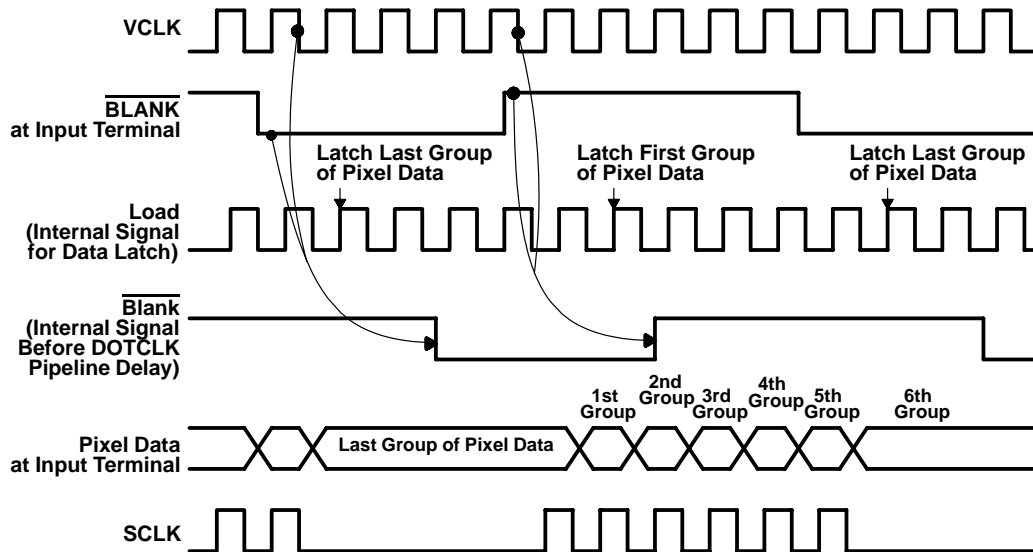 VCLK
BLANK
at Input Terminal
Latch Last Group
of Pixel Data
Latch First Group
of Pixel Data
Latch Last Group
of Pixel Data
Load
(Internal Signal
for Data Latch)
Blank
(Internal Signal
Before DOTCLK
Pipeline Delay)
1st
Group
2nd
Group
3rd
Group
4th
Group
5th
Group
6th
Group
Pixel Data
at Input Terminal
Last Group of Pixel Data
SCLK